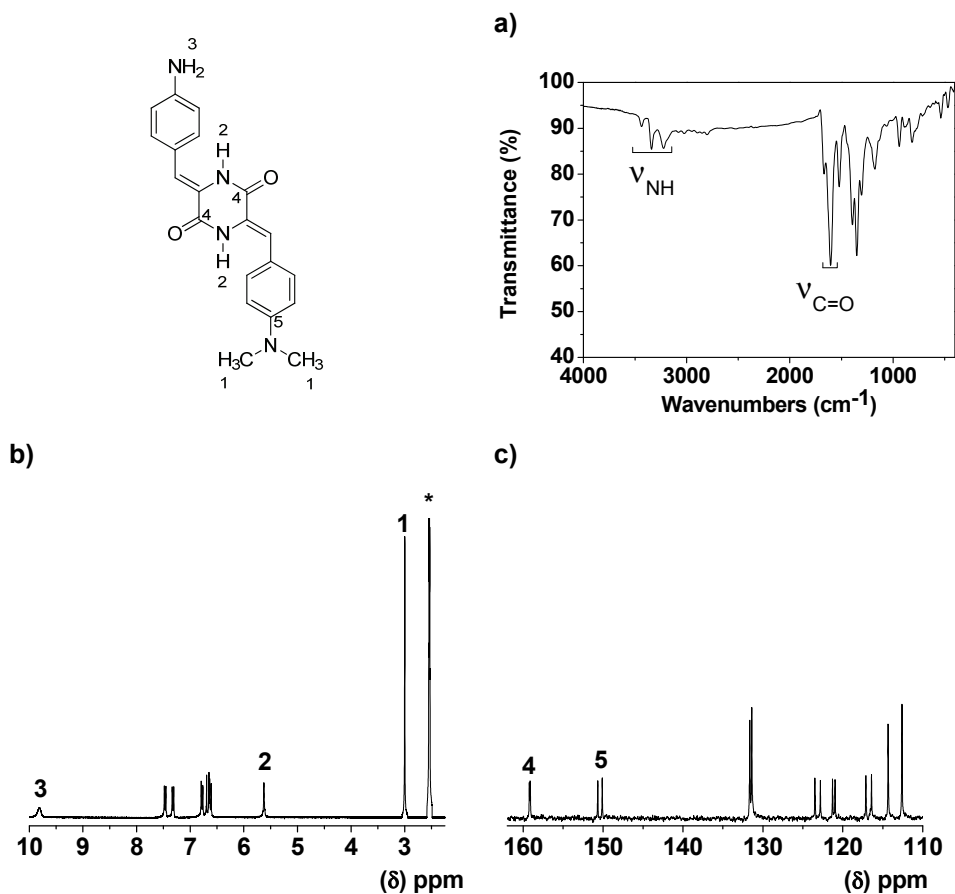 3
NH2
2
H
NH
O
4
4
O
N
H
2
5
H3C
N
CH3
1
1
a)
100
90
80
70
60
50
40
Transmittance (%)
νNH
νC=O
4000
3000
2000
1000
Wavenumbers (cm-1)
b)
*
1
2
3
10
9
8
7
6
5
4
3
(δ) ppm
c)
4
5
160
150
140
130
120
110
(δ) ppm